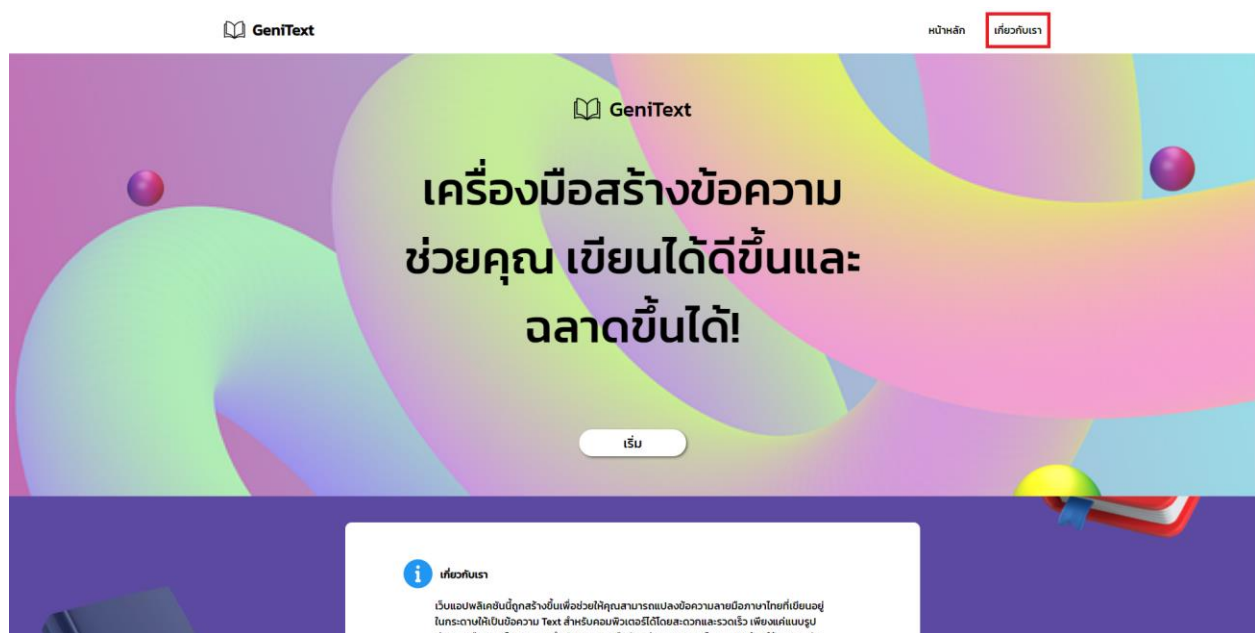 GeniText
หน้าหลัก
เกี่ยวกับเรา
GeniText
เครื่องมือสร้างข้อความ
ช่วยคุณ เขียนได้ดีขึ้นและ
ฉลาดขึ้นได้!
เริ่ม
เกี่ยวกับเรา
เว็บแอปพลิเคชันนี้ถูกสร้างขึ้นเพื่อช่วยให้คุณสามารถแปลงข้อความลายมือภาษาไทยที่เขียนอยู่
ในกระดาษให้เป็นข้อความ Text สำหรับคอมพิวเตอร์ได้โดยสะดวกและรวดเร็ว เพียงแค่แนบรูป